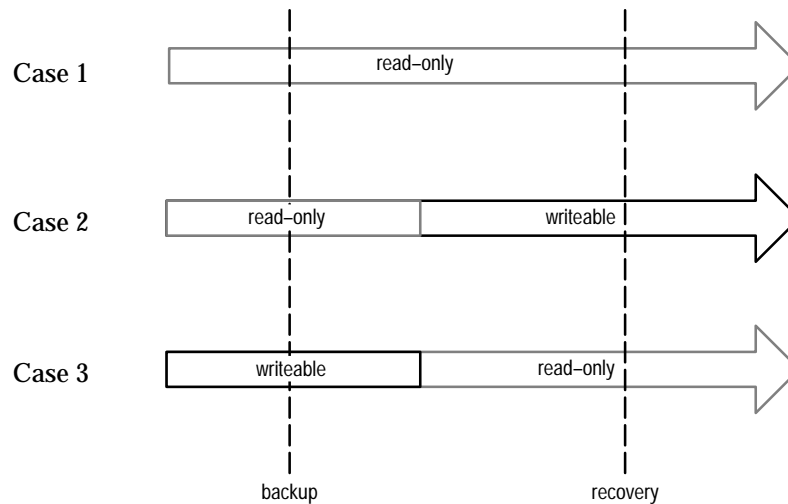 Case 1
read–only
Case 2
read–only
writeable
Case 3
writeable
read–only
backup
recovery